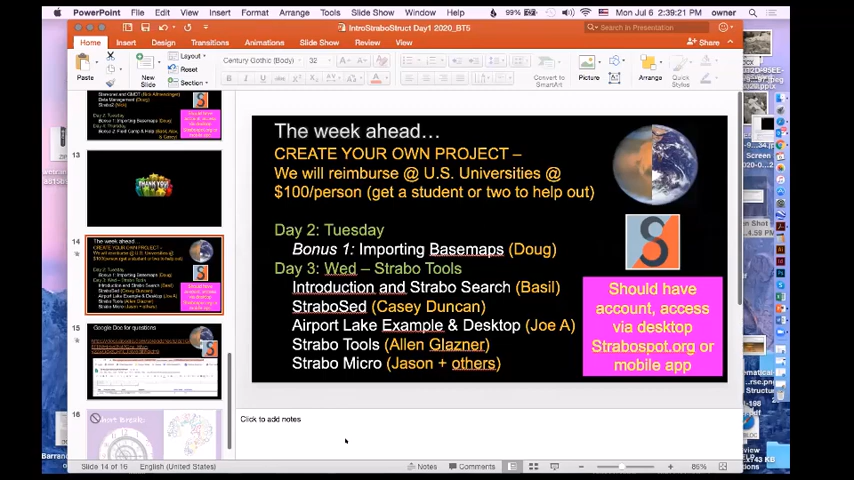 PowerPoint File Edit View Insert Format Arrange Tools Slide Show Window Help
99% Mon Jul 6 2:39:21 PM owner
IntroStraboStruct Day1 2020_BT5
Search in Presentation
Home Insert Design Transitions Animations Slide Show Review View
Share
Paste
New Slide
Layout
Reset
Section
Century Gothic (Body) 32
Convert to SmartArt
Picture
Arrange
Quick Styles
13
THANK YOU!
14
15
Google Doc for questions
16
The week ahead…
CREATE YOUR OWN PROJECT –
We will reimburse @ U.S. Universities @
$100/person (get a student or two to help out)
Day 2: Tuesday
Bonus 1: Importing Basemaps (Doug)
Day 3: Wed – Strabo Tools
Introduction and Strabo Search (Basil)
StraboSed (Casey Duncan)
Airport Lake Example & Desktop (Joe A)
Strabo Tools (Allen Glazner)
Strabo Micro (Jason + others)
Should have
account, access
via desktop
Strabospot.org or
mobile app
Click to add notes
Slide 14 of 16 English (United States)
Notes Comments
86%